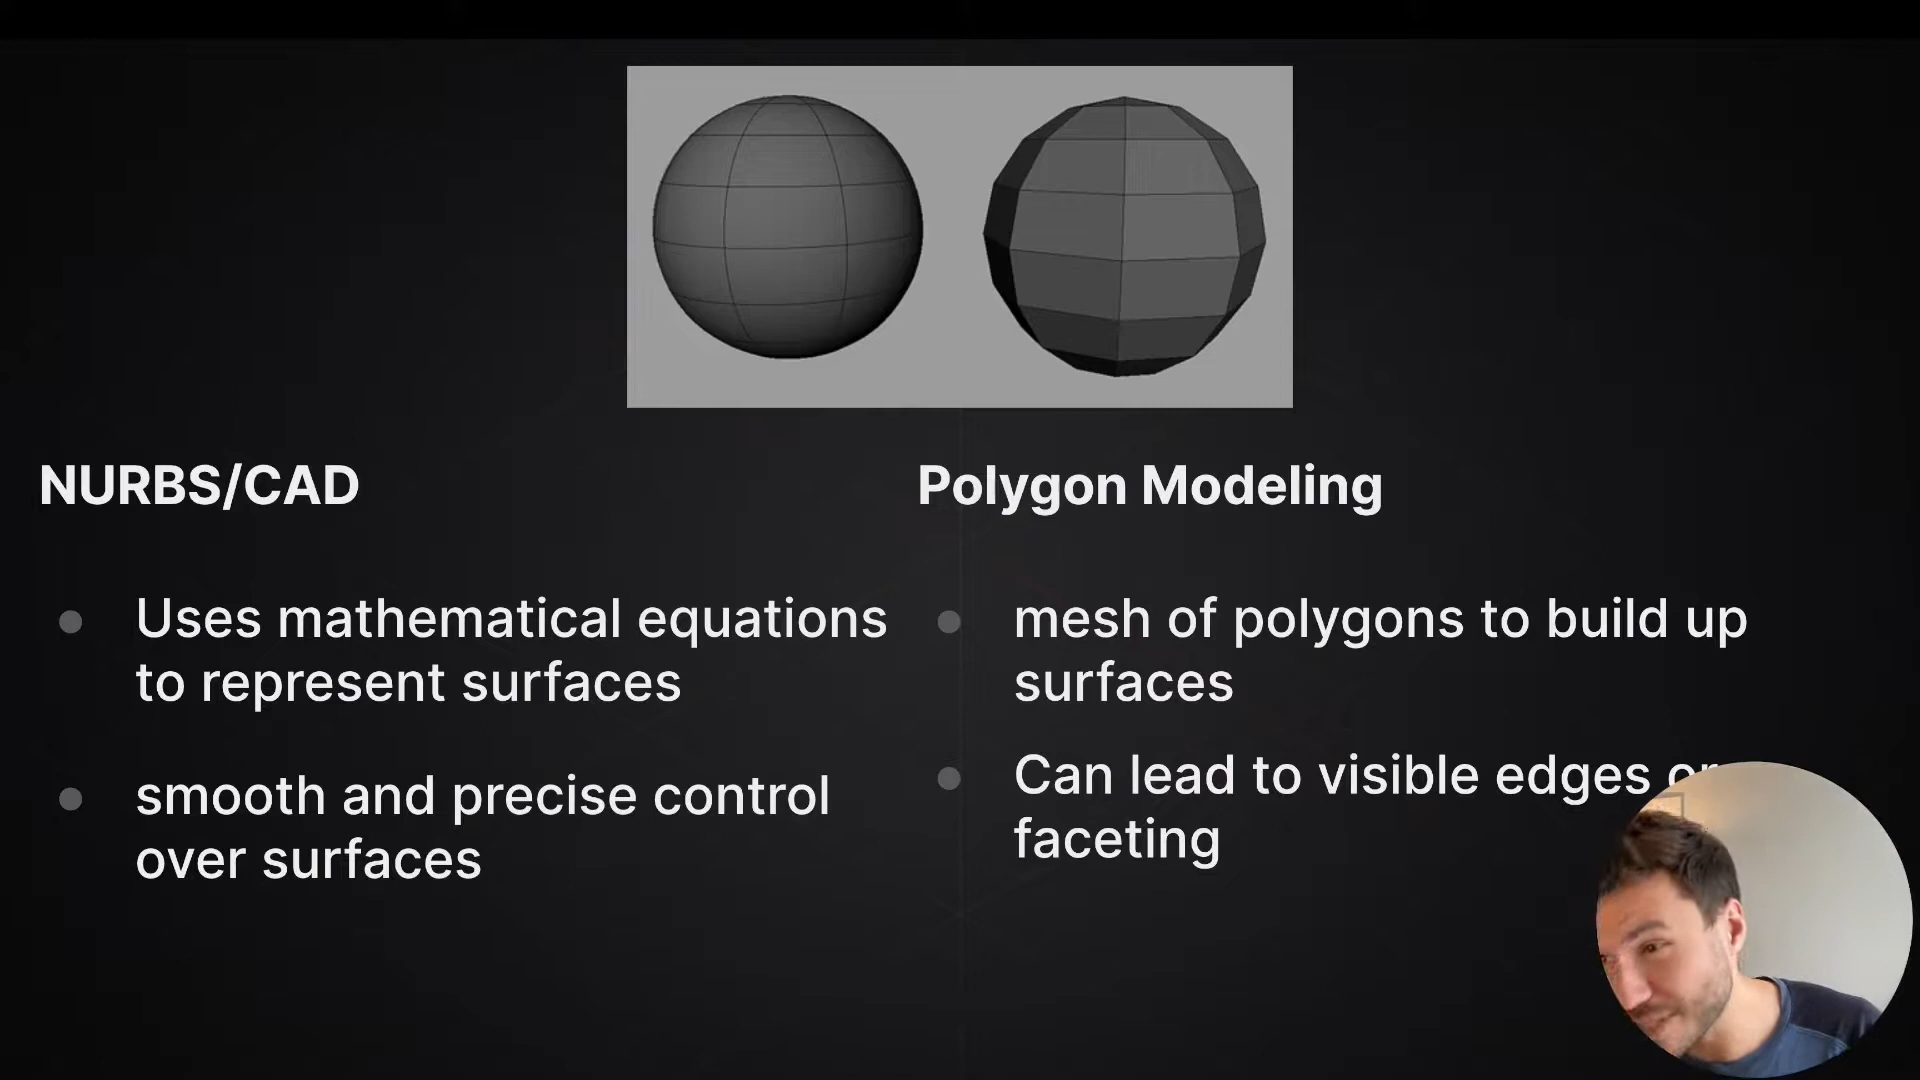 NURBS/CAD
Uses mathematical equations
to represent surfaces
smooth and precise control
over surfaces
Polygon Modeling
mesh of polygons to build up
surfaces
Can lead to visible edges or
faceting